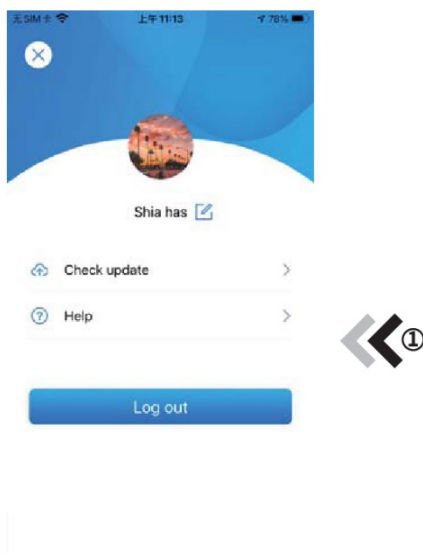 无SIM卡 上午11:13 78%
Shia has
Check update
Help
①
Log out